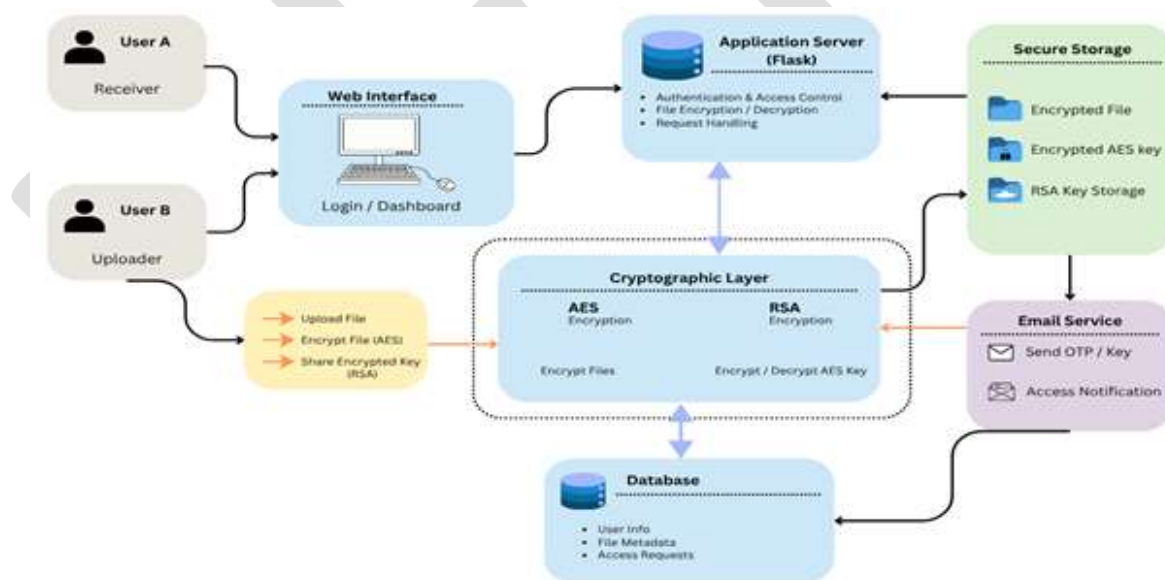 User A
Receiver
User B
Uploader
Web Interface
Login / Dashboard
Application Server
(Flask)
• Authentication & Access Control
• File Encryption / Decryption
• Request Handling
Secure Storage
Encrypted File
Encrypted AES key
RSA Key Storage
Upload File
Encrypt File (AES)
Share Encrypted Key
(RSA)
Cryptographic Layer
AES
Encryption
Encrypt Files
RSA
Encryption
Encrypt / Decrypt AES Key
Email Service
Send OTP / Key
Access Notification
Database
• User Info
• File Metadata
• Access Requests